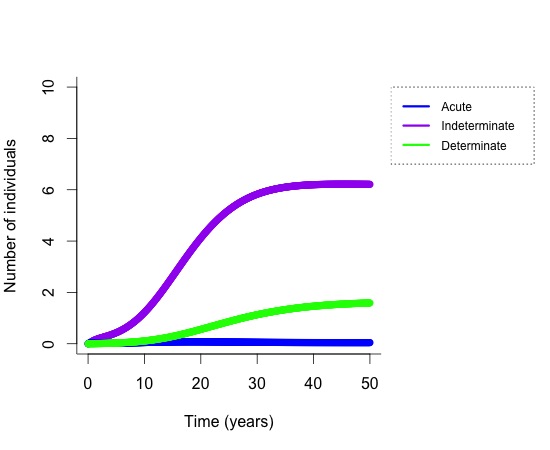 Number of individuals
10
8
6
4
2
0
0 10 20 30 40 50
Time (years)
Acute
Indeterminate
Determinate